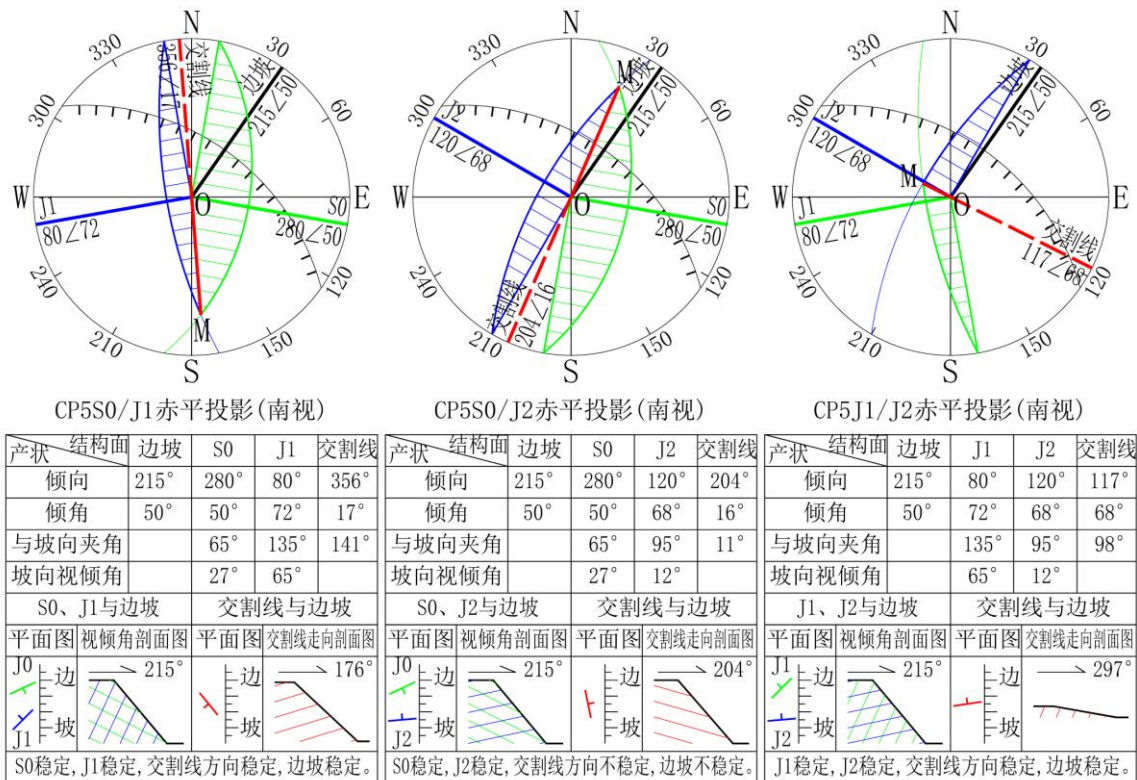 N
330
30
300
60
W
E
240
120
210
150
S
O
M
交割线
356∠17
边坡
215∠50
J1
80∠72
S0
280∠50
N
330
30
300
60
W
E
240
120
210
150
S
O
M
边坡
215∠50
J2
120∠68
S0
280∠50
交割线
204∠16
N
330
30
300
60
W
E
240
120
210
150
S
O
M
边坡
215∠50
J2
120∠68
J1
80∠72
交割线
117∠68
CP5S0/J1赤平投影(南视)
产状 结构面 边坡 S0 J1 交割线
倾向 215° 280° 80° 356°
倾角 50° 50° 72° 17°
与坡向夹角 65° 135° 141°
坡向视倾角 27° 65°
S0、J1与边坡 交割线与边坡
平面图 视倾角剖面图 平面图 交割线走向剖面图
J0 边 215° 边 176°
J1 坡 坡
S0稳定,J1稳定,交割线方向稳定,边坡稳定。
CP5S0/J2赤平投影(南视)
产状 结构面 边坡 S0 J2 交割线
倾向 215° 280° 120° 204°
倾角 50° 50° 68° 16°
与坡向夹角 65° 95° 11°
坡向视倾角 27° 12°
S0、J2与边坡 交割线与边坡
平面图 视倾角剖面图 平面图 交割线走向剖面图
J0 边 215° 边 204°
J2 坡 坡
S0稳定,J2稳定,交割线方向不稳定,边坡不稳定。
CP5J1/J2赤平投影(南视)
产状 结构面 边坡 J1 J2 交割线
倾向 215° 80° 120° 117°
倾角 50° 72° 68° 68°
与坡向夹角 135° 95° 98°
坡向视倾角 65° 12°
J1、J2与边坡 交割线与边坡
平面图 视倾角剖面图 平面图 交割线走向剖面图
J1 边 215° 边 297°
J2 坡 坡
J1稳定,J2稳定,交割线方向稳定,边坡稳定。